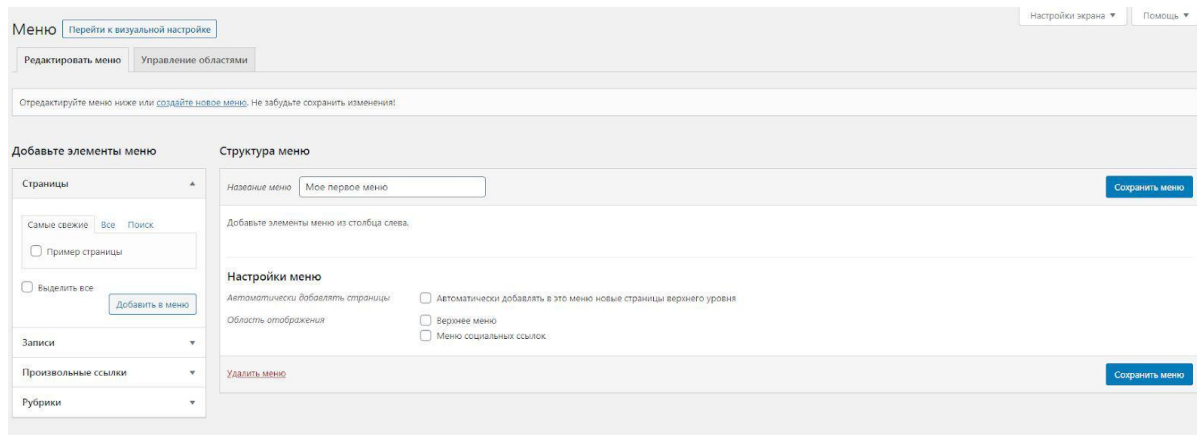 Настройки экрана ▼ Помощь ▼
Меню Перейти к визуальной настройке
Редактировать меню Управление областями
Отредактируйте меню ниже или создайте новое меню. Не забудьте сохранить изменения!
Добавьте элементы меню
Страницы
Самые свежие Все Поиск
Пример страницы
Выделить все
Добавить в меню
Записи
Произвольные ссылки
Рубрики
Структура меню
Название меню Мое первое меню Сохранить меню
Добавьте элементы меню из столбца слева.
Настройки меню
Автоматически добавлять страницы Автоматически добавлять в это меню новые страницы верхнего уровня
Область отображения Верхнее меню
Меню социальных ссылок
Удалить меню Сохранить меню